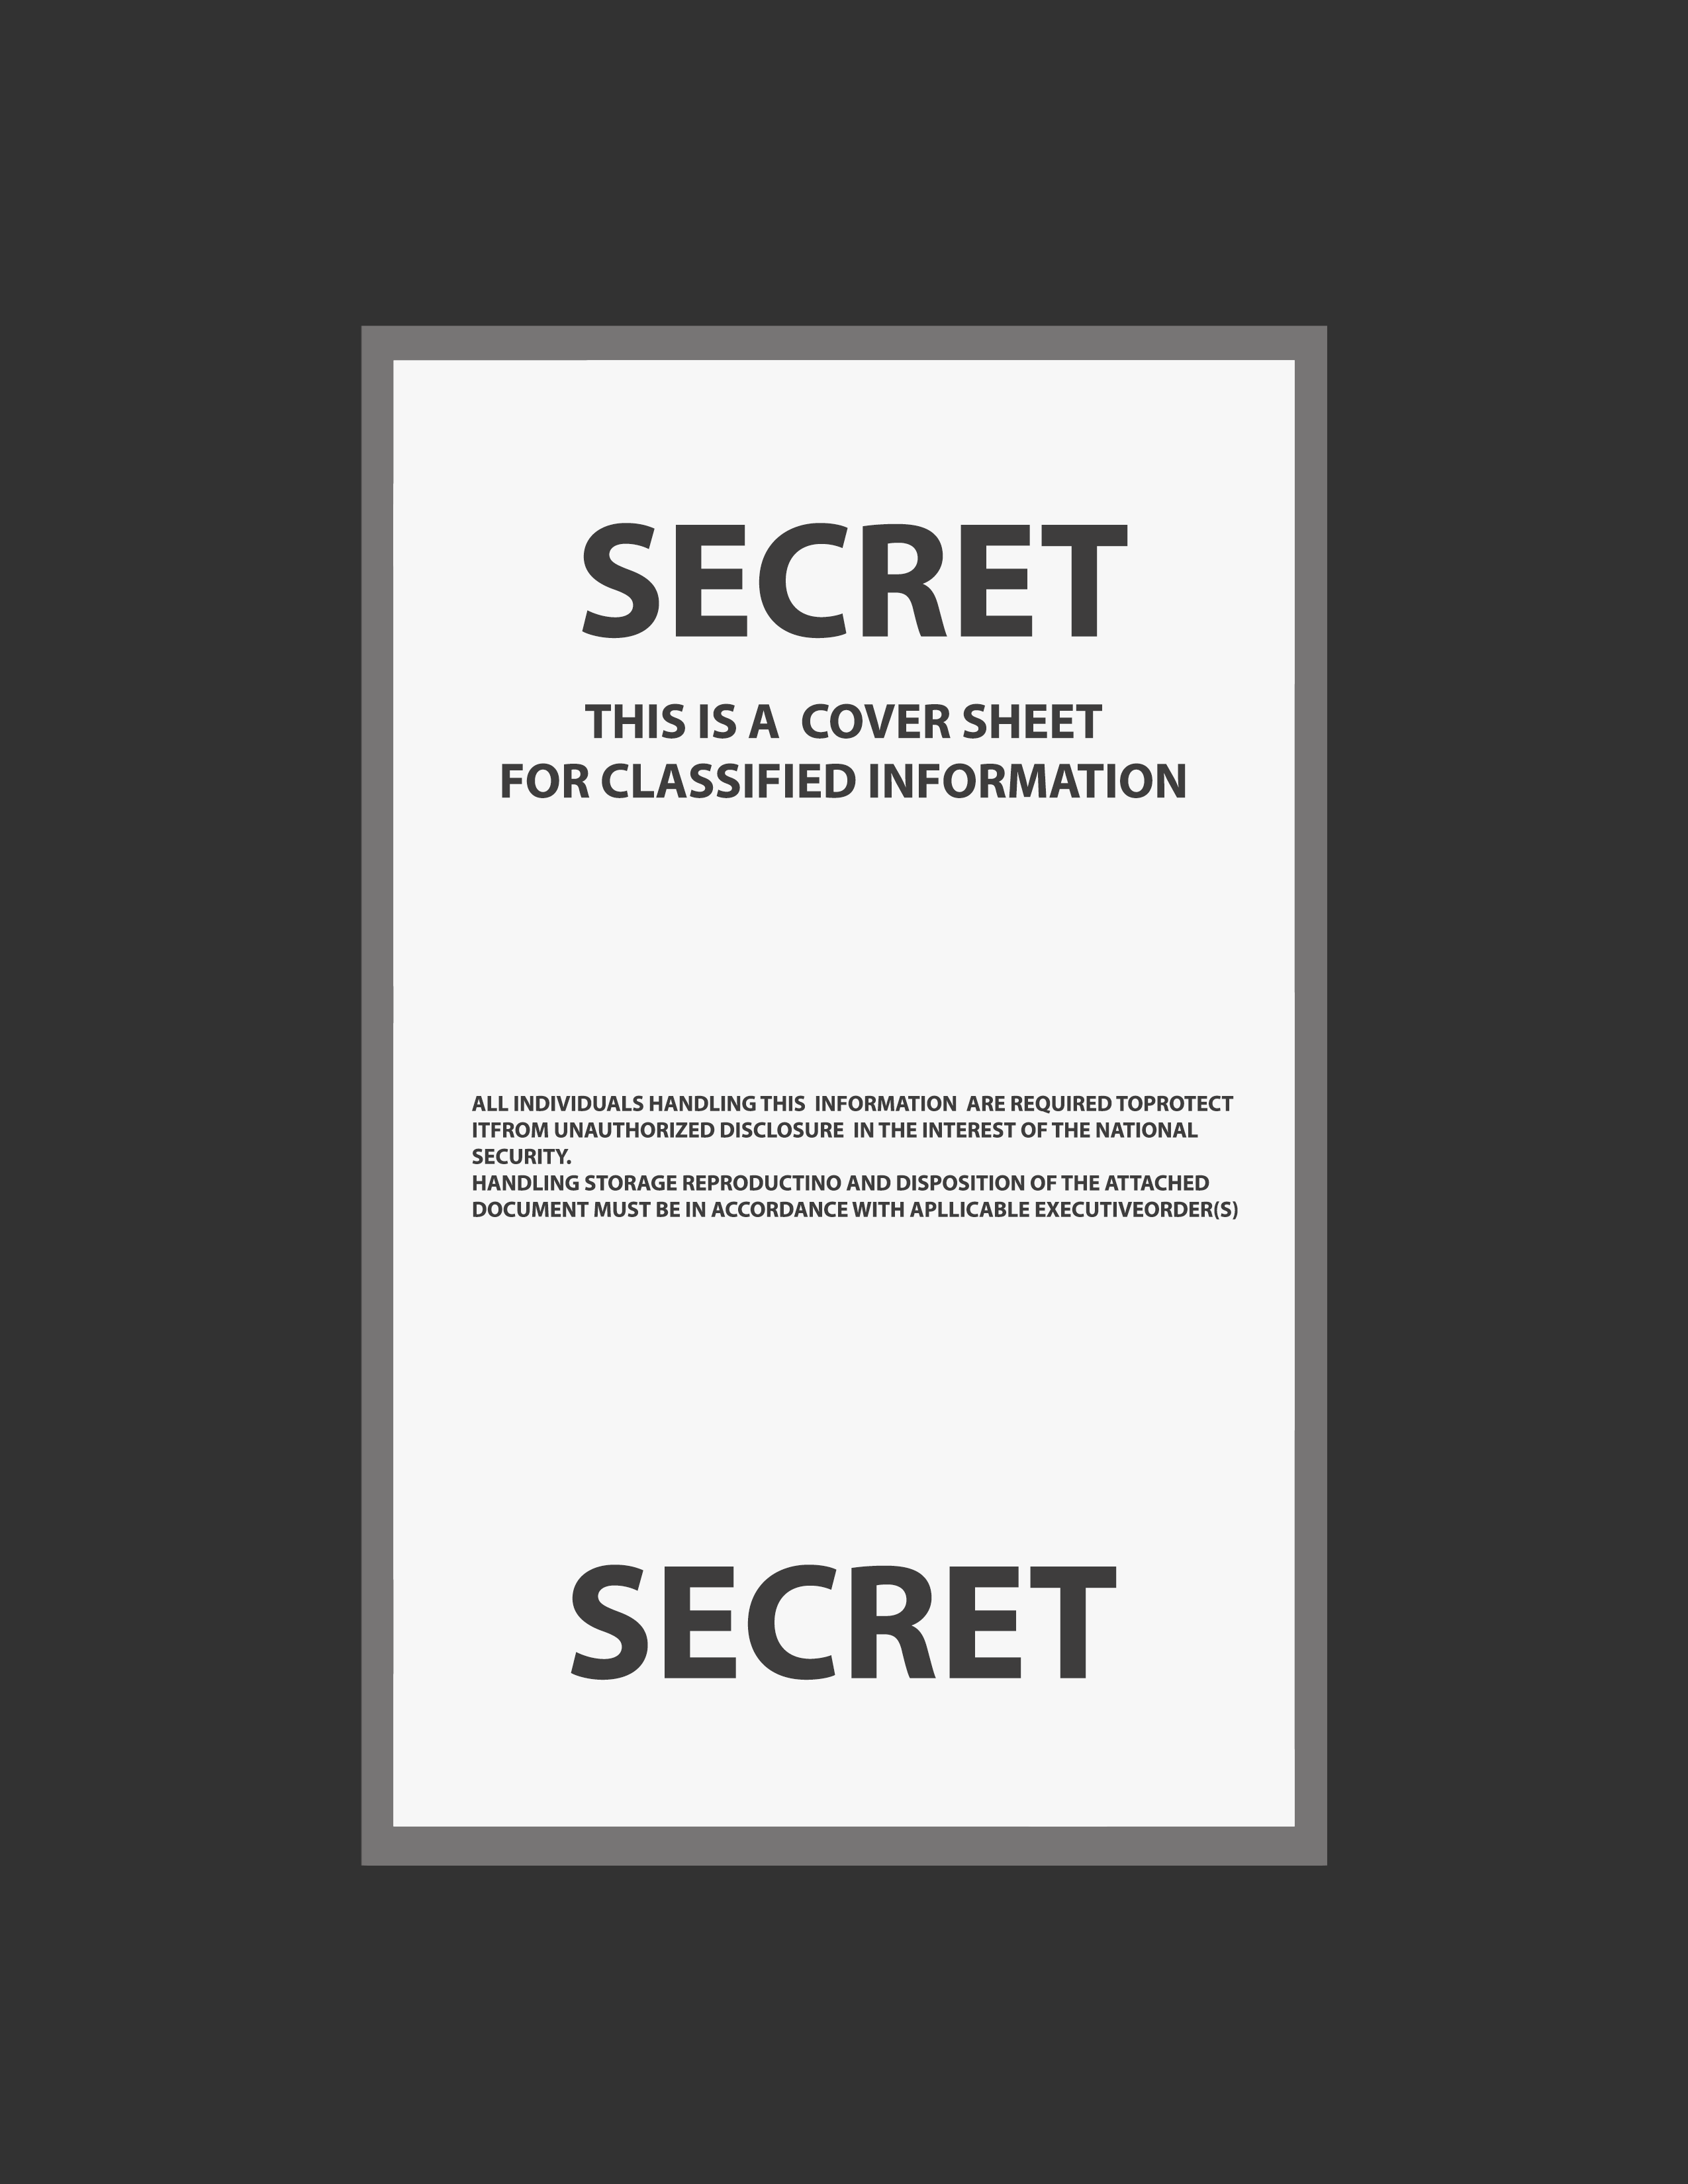 SECRET
THIS IS A COVER SHEET
FOR CLASSIFIED INFORMATION
ALL INDIVIDUALS HANDLING THIS INFORMATION ARE REQUIRED TOPROTECT
ITFROM UNAUTHORIZED DISCLOSURE IN THE INTEREST OF THE NATIONAL
SECURITY.
HANDLING STORAGE REPRODUCTINO AND DISPOSITION OF THE ATTACHED
DOCUMENT MUST BE IN ACCORDANCE WITH APLLICABLE EXECUTIVEORDER(S)
SECRET